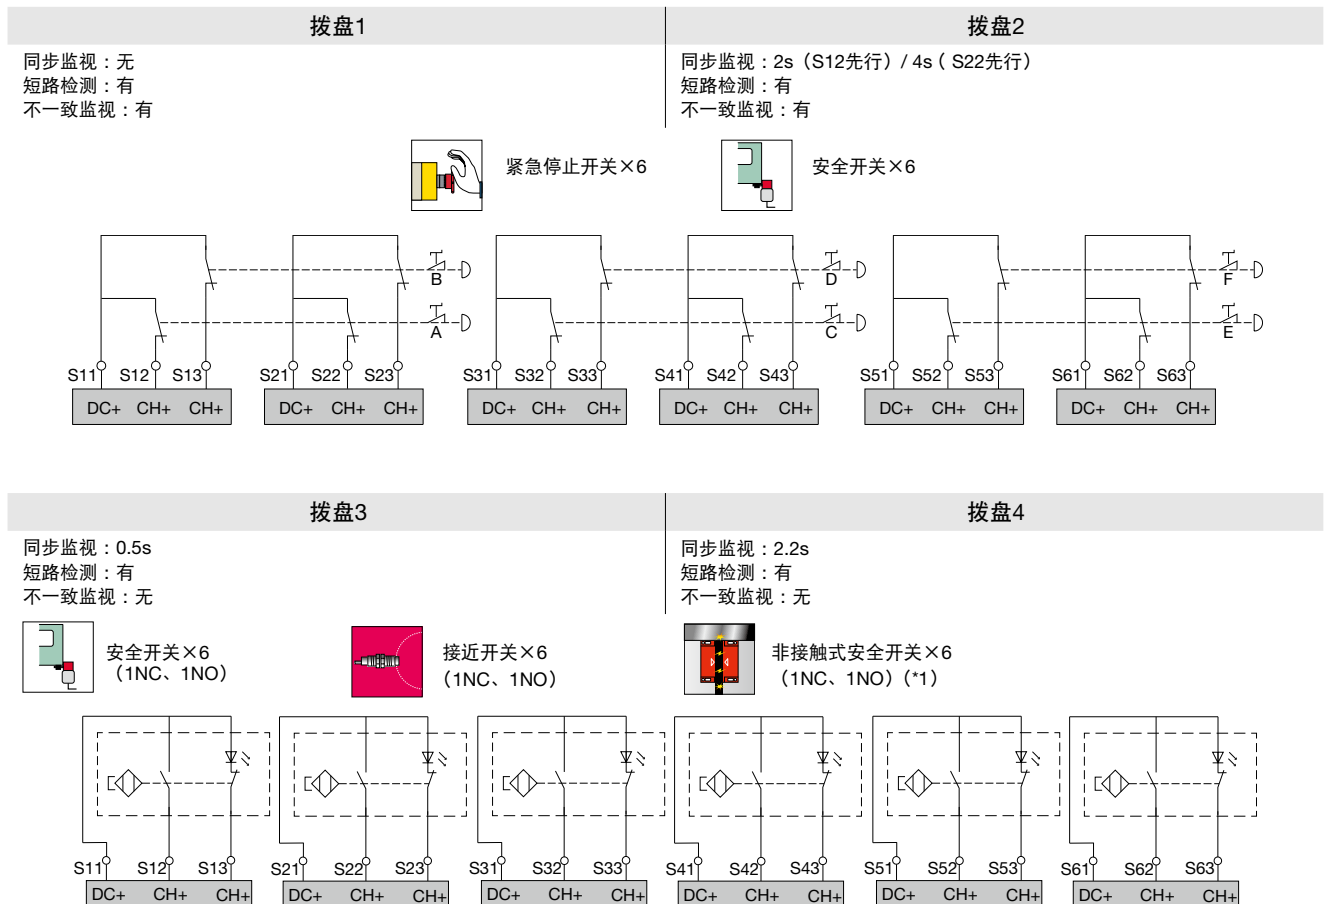 拨盘1
拨盘2
同步监视：无
短路检测：有
不一致监视：有
同步监视：2s（S12先行）/ 4s（ S22先行）
短路检测：有
不一致监视：有
紧急停止开关×6
安全开关×6
B D F
A C E
S11 S12 S13 S21 S22 S23 S31 S32 S33 S41 S42 S43 S51 S52 S53 S61 S62 S63
DC+ CH+ CH+ DC+ CH+ CH+ DC+ CH+ CH+ DC+ CH+ CH+ DC+ CH+ CH+ DC+ CH+ CH+
拨盘3
拨盘4
同步监视：0.5s
短路检测：有
不一致监视：无
同步监视：2.2s
短路检测：有
不一致监视：无
安全开关×6
（1NC、1NO）
接近开关×6
（1NC、1NO）
非接触式安全开关×6
（1NC、1NO）（*1）
S11 S12 S13 S21 S22 S23 S31 S32 S33 S41 S42 S43 S51 S52 S53 S61 S62 S63
DC+ CH+ CH+ DC+ CH+ CH+ DC+ CH+ CH+ DC+ CH+ CH+ DC+ CH+ CH+ DC+ CH+ CH+